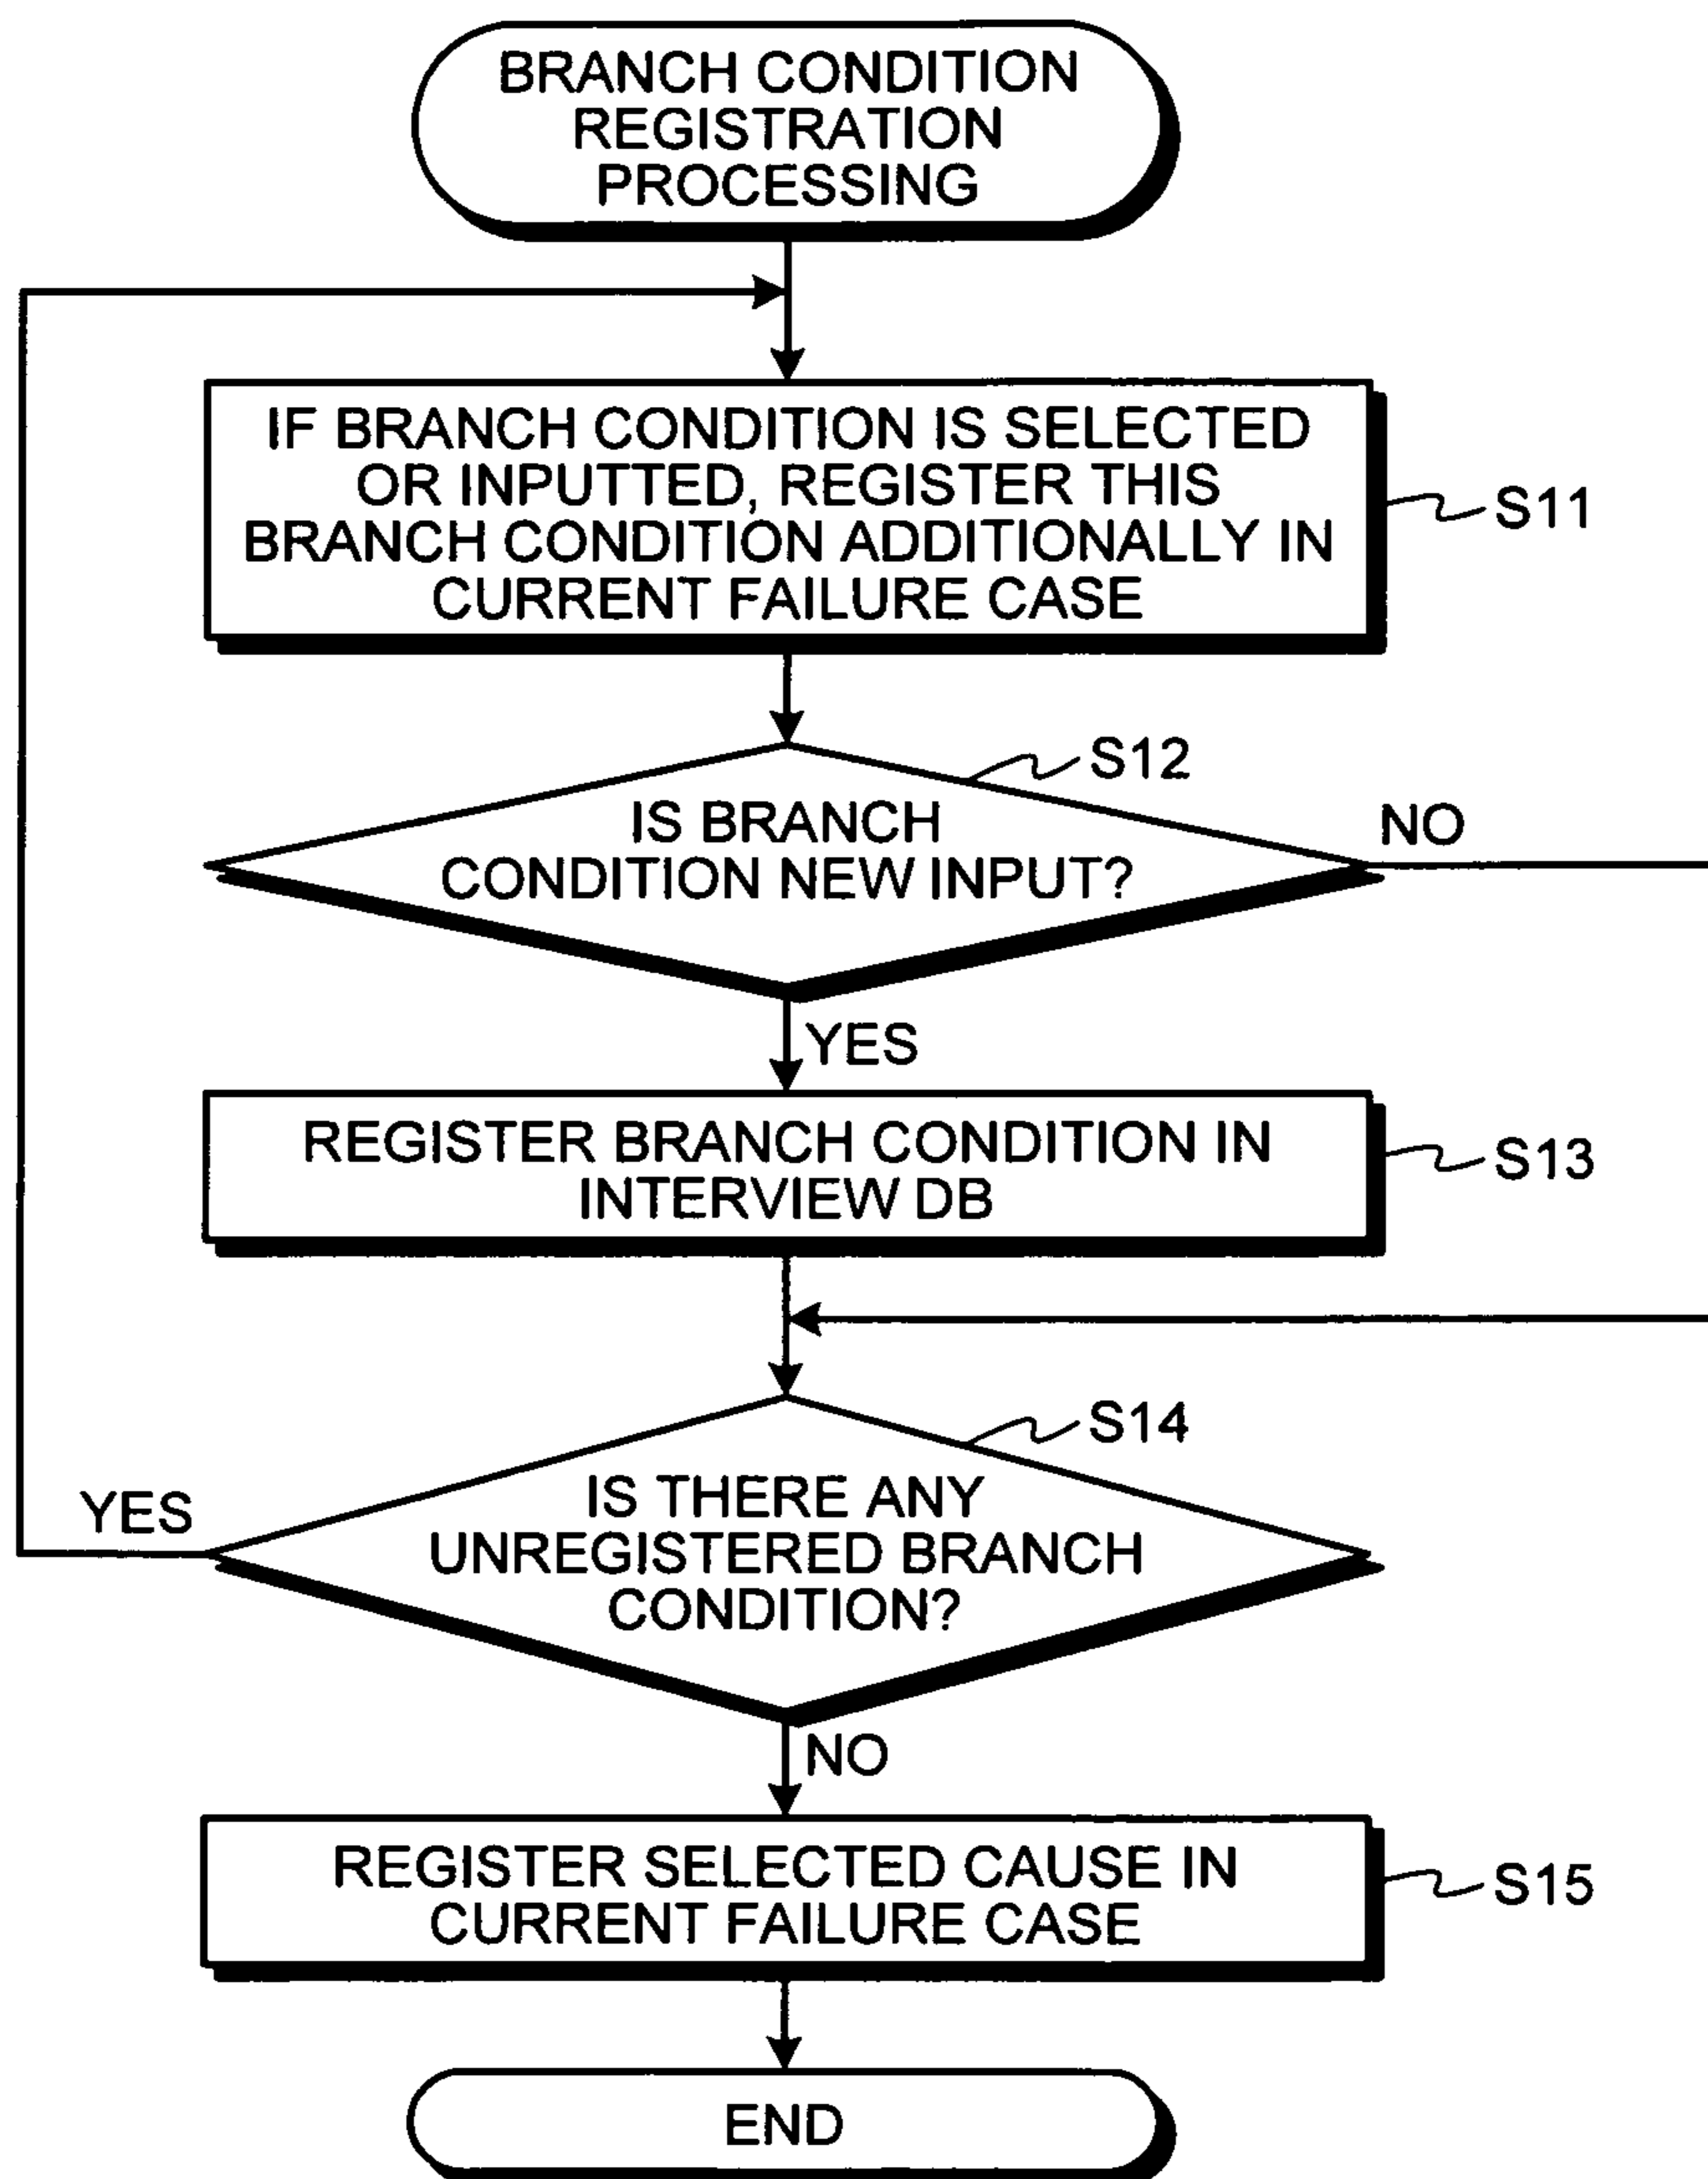 BRANCH CONDITION
REGISTRATION
PROCESSING
IF BRANCH CONDITION IS SELECTED
OR INPUTTED, REGISTER THIS
BRANCH CONDITION ADDITIONALLY IN
CURRENT FAILURE CASE
S11
S12
IS BRANCH
CONDITION NEW INPUT?
NO
YES
REGISTER BRANCH CONDITION IN
INTERVIEW DB
S13
S14
IS THERE ANY
UNREGISTERED BRANCH
CONDITION?
YES
NO
REGISTER SELECTED CAUSE IN
CURRENT FAILURE CASE
S15
END